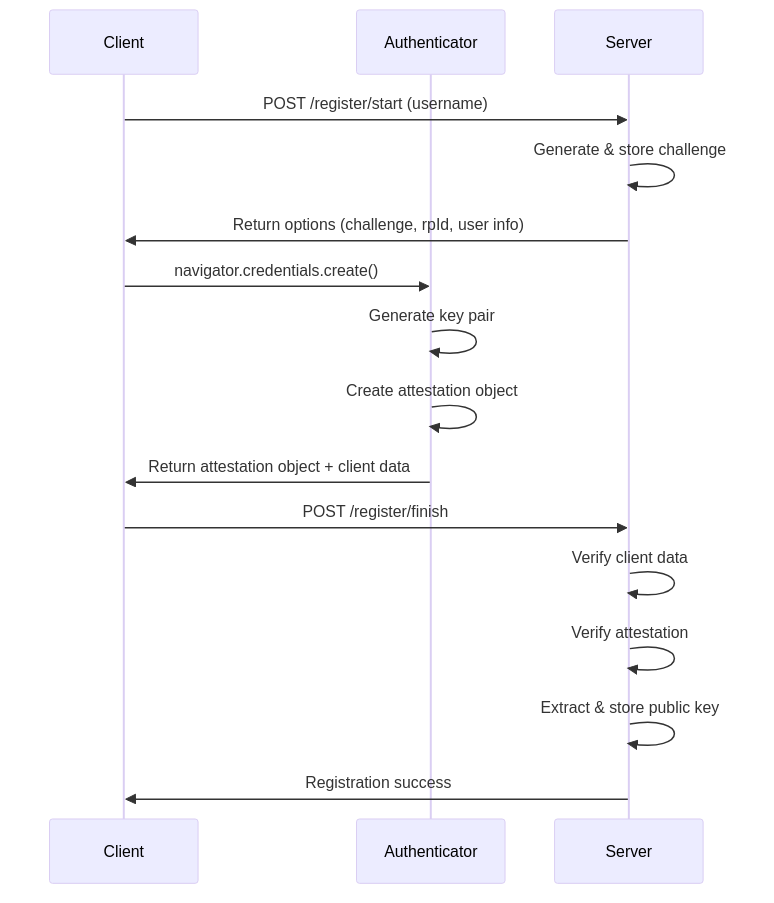 Client
Authenticator
Server
POST /register/start (username)
Generate & store challenge
Return options (challenge, rpId, user info)
navigator.credentials.create()
Generate key pair
Create attestation object
Return attestation object + client data
POST /register/finish
Verify client data
Verify attestation
Extract & store public key
Registration success
Client
Authenticator
Server